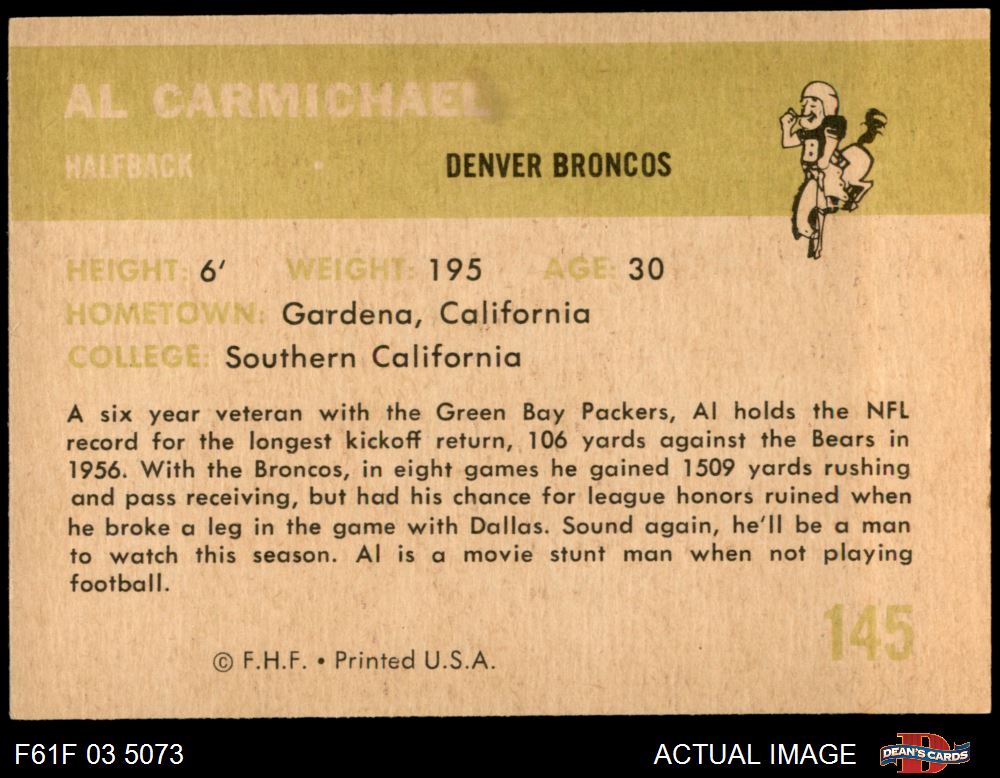 AL CARMICHAEL
HALFBACK • DENVER BRONCOS
8
HEIGHT: 6' WEIGHT: 195 AGE: 30
HOMETOWN: Gardena, California
COLLEGE: Southern California
A six year veteran with the Green Bay Packers, Al holds the NFL
record for the longest kickoff return, 106 yards against the Bears in
1956. With the Broncos, in eight games he gained 1509 yards rushing
and pass receiving, but had his chance for league honors ruined when
he broke a leg in the game with Dallas. Sound again, he'll be a man
to watch this season. Al is a movie stunt man when not playing
football.
145
© F.H.F. • Printed U.S.A.
F61F 03 5073 ACTUAL IMAGE DEAN'S CARDS